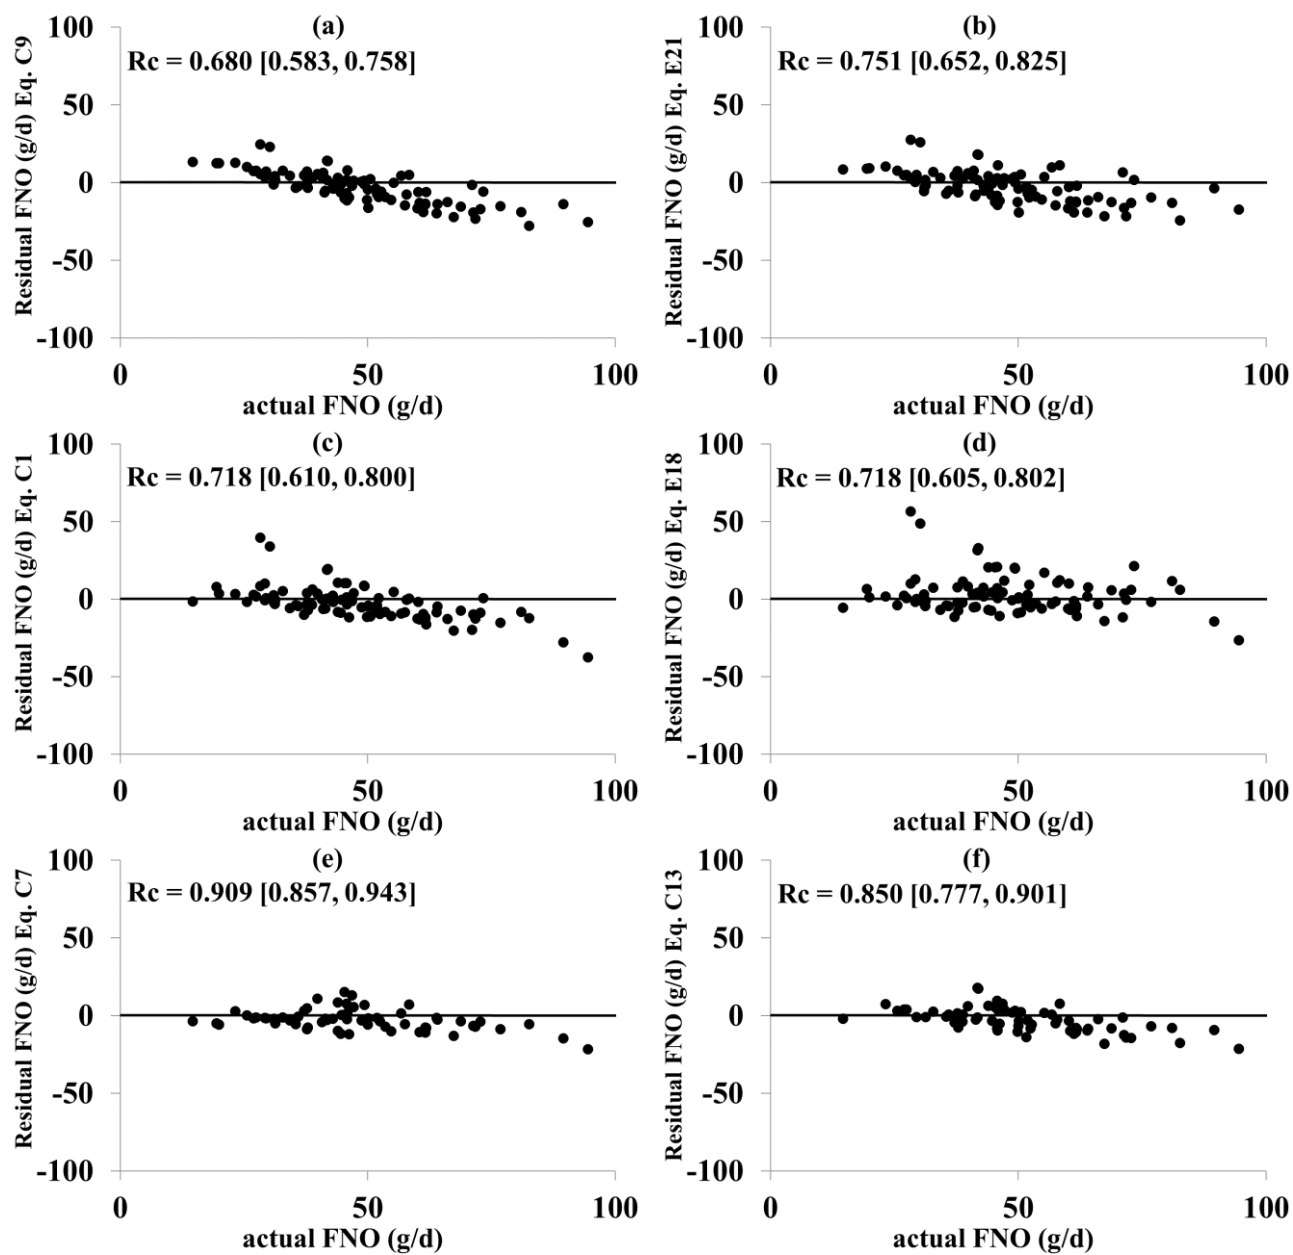 (a)
Rc = 0.680 [0.583, 0.758]
Residual FNO (g/d) Eq. C9
100
50
0
-50
-100
0 50 100
actual FNO (g/d)
(b)
Rc = 0.751 [0.652, 0.825]
Residual FNO (g/d) Eq. E21
100
50
0
-50
-100
0 50 100
actual FNO (g/d)
(c)
Rc = 0.718 [0.610, 0.800]
Residual FNO (g/d) Eq. C1
100
50
0
-50
-100
0 50 100
actual FNO (g/d)
(d)
Rc = 0.718 [0.605, 0.802]
Residual FNO (g/d) Eq. E18
100
50
0
-50
-100
0 50 100
actual FNO (g/d)
(e)
Rc = 0.909 [0.857, 0.943]
Residual FNO (g/d) Eq. C7
100
50
0
-50
-100
0 50 100
actual FNO (g/d)
(f)
Rc = 0.850 [0.777, 0.901]
Residual FNO (g/d) Eq. C13
100
50
0
-50
-100
0 50 100
actual FNO (g/d)